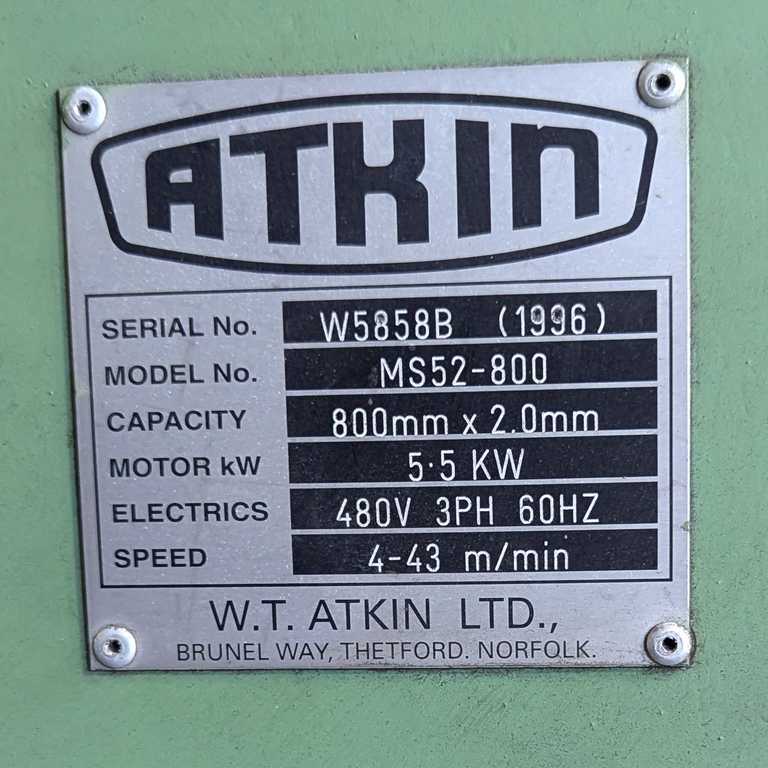 ATKIN
SERIAL No. W5858B (1996)
MODEL No. MS52-800
CAPACITY 800mm x 2.0mm
MOTOR kW 5·5 KW
ELECTRICS 480V 3PH 60HZ
SPEED 4-43 m/min
W.T. ATKIN LTD.,
BRUNEL WAY, THETFORD. NORFOLK.